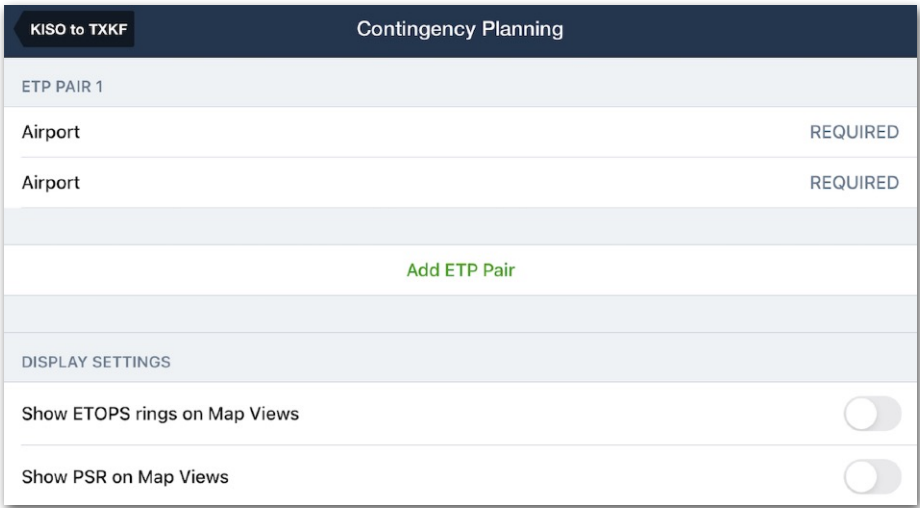 KISO to TXKF
Contingency Planning
ETP PAIR 1
Airport REQUIRED
Airport REQUIRED
Add ETP Pair
DISPLAY SETTINGS
Show ETOPS rings on Map Views
Show PSR on Map Views